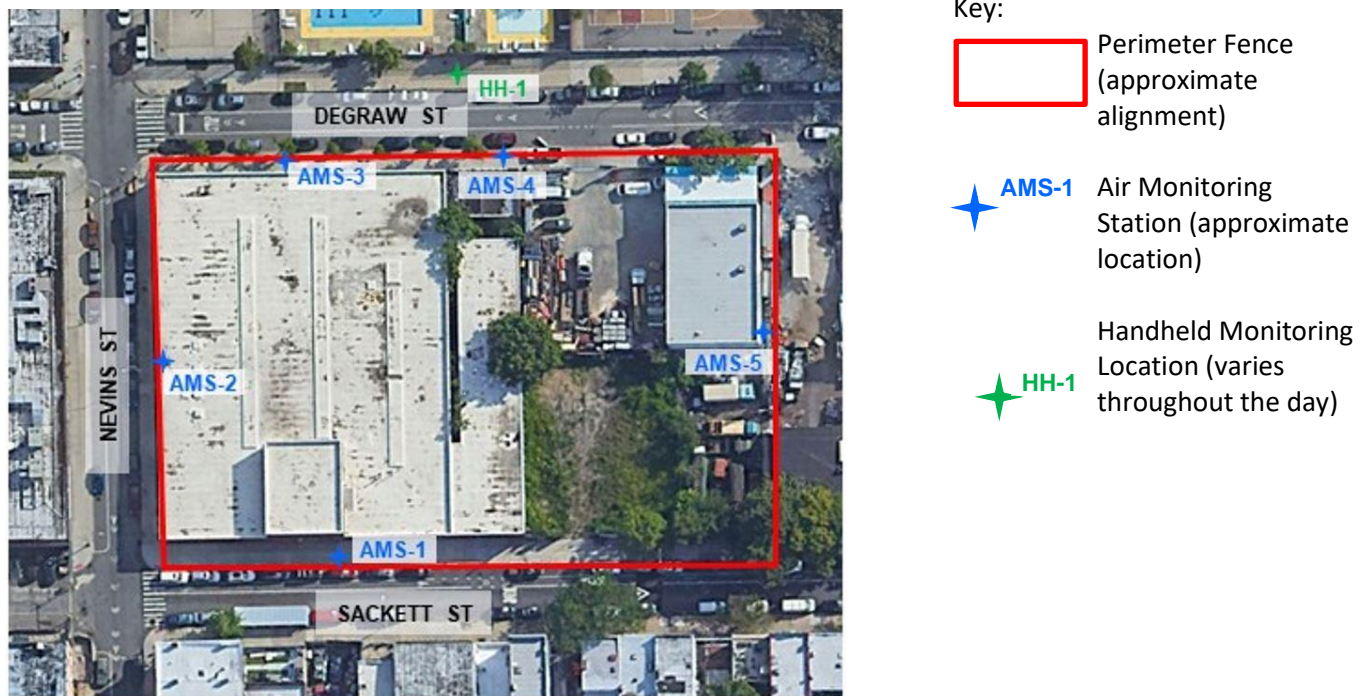 HH-1
DEGRAW ST
AMS-3
AMS-4
NEVINS ST
AMS-2
AMS-5
AMS-1
SACKETT ST
Key:
Perimeter Fence
(approximate
alignment)
AMS-1
Air Monitoring
Station (approximate
location)
HH-1
Handheld Monitoring
Location (varies
throughout the day)